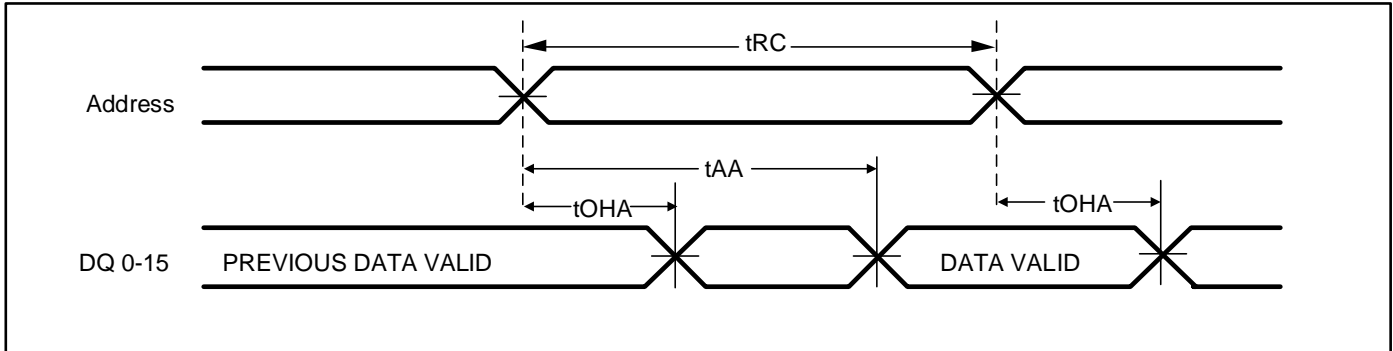 tRC
Address
tAA
tOHA
tOHA
DQ 0-15
PREVIOUS DATA VALID
DATA VALID